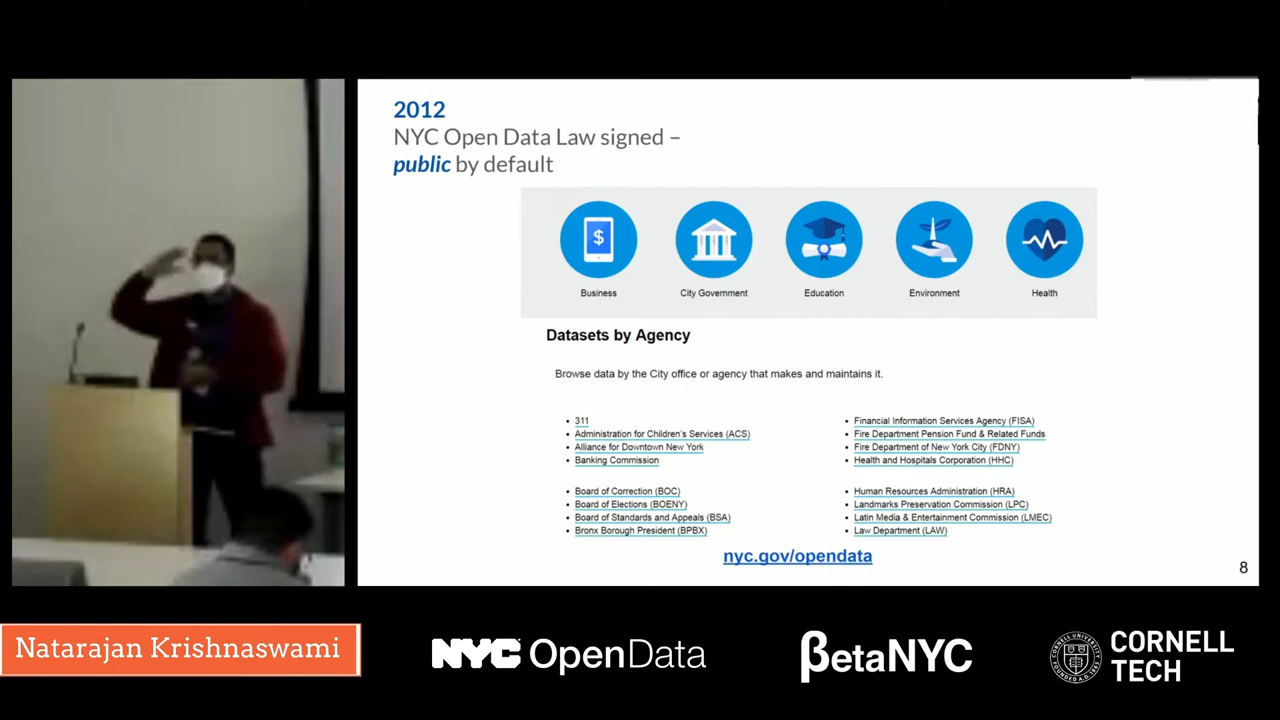 2012
NYC Open Data Law signed –
public by default
$
Business
City Government
Education
Environment
Health
Datasets by Agency
Browse data by the City office or agency that makes and maintains it.
• 311
• Administration for Children's Services (ACS)
• Alliance for Downtown New York
• Banking Commission
• Board of Correction (BOC)
• Board of Elections (BOENY)
• Board of Standards and Appeals (BSA)
• Bronx Borough President (BPBX)
• Financial Information Services Agency (FISA)
• Fire Department Pension Fund & Related Funds
• Fire Department of New York City (FDNY)
• Health and Hospitals Corporation (HHC)
• Human Resources Administration (HRA)
• Landmarks Preservation Commission (LPC)
• Latin Media & Entertainment Commission (LMEC)
• Law Department (LAW)
nyc.gov/opendata
8
Natarajan Krishnaswami
NYC OpenData
βetaNYC
CORNELL
TECH